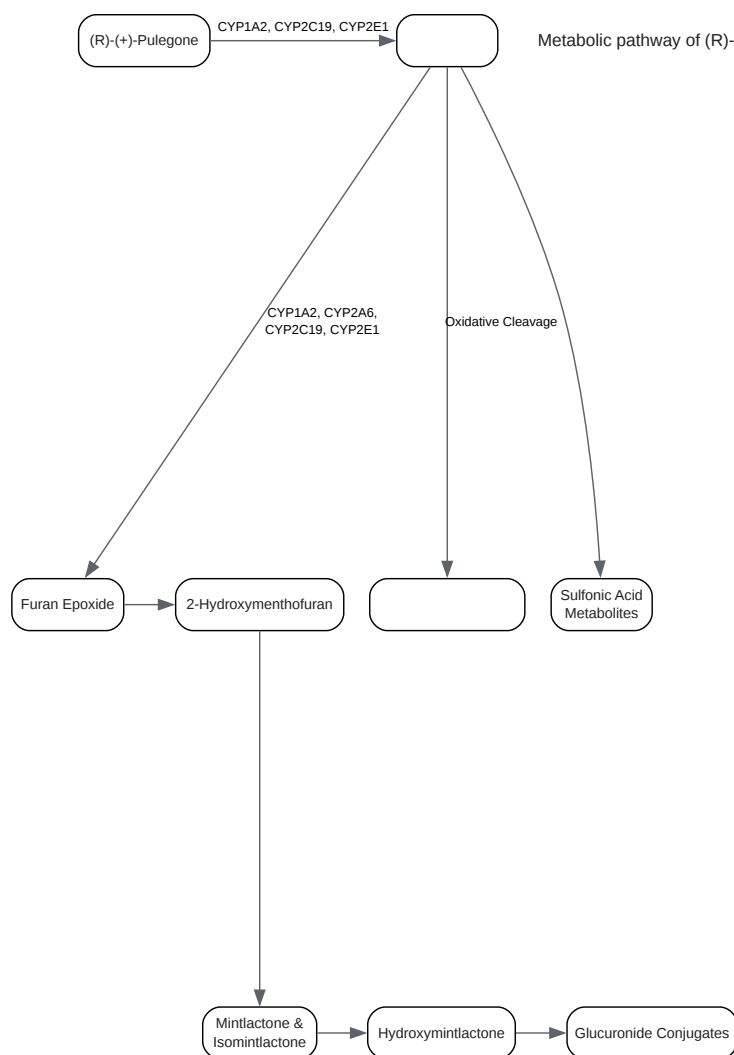 CYP1A2, CYP2C19, CYP2E1
(R)-(+)-Pulegone
Metabolic pathway of (R)-
CYP1A2, CYP2A6,
CYP2C19, CYP2E1
Oxidative Cleavage
Furan Epoxide
2-Hydroxymenthofuran
Sulfonic Acid
Metabolites
Mintlactone &
Isomintlactone
Hydroxymintlactone
Glucuronide Conjugates